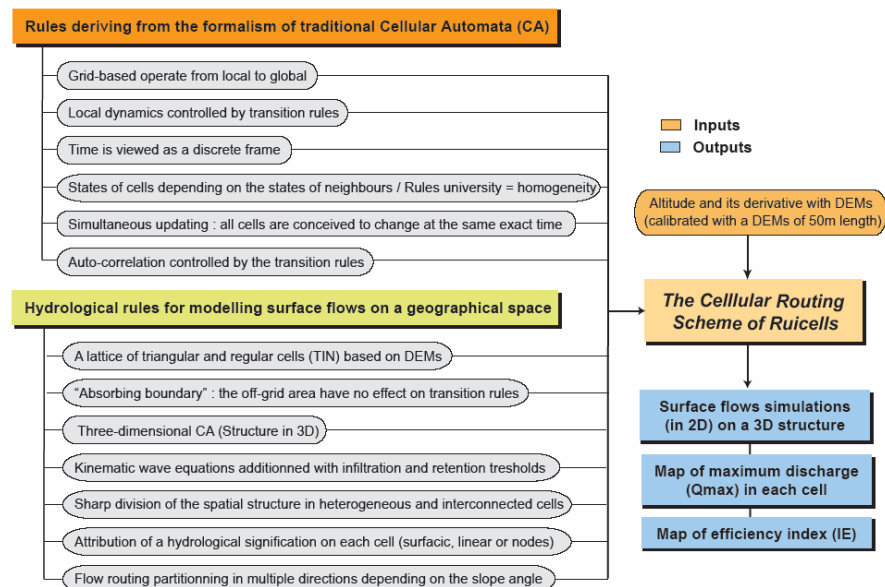 Rules deriving from the formalism of traditional Cellular Automata (CA)
Grid-based operate from local to global
Local dynamics controlled by transition rules
Time is viewed as a discrete frame
States of cells depending on the states of neighbours / Rules university = homogeneity
Simultaneous updating : all cells are conceived to change at the same exact time
Auto-correlation controlled by the transition rules
Hydrological rules for modelling surface flows on a geographical space
A lattice of triangular and regular cells (TIN) based on DEMs
“Absorbing boundary” : the off-grid area have no effect on transition rules
Three-dimensional CA (Structure in 3D)
Kinematic wave equations additionned with infiltration and retention tresholds
Sharp division of the spatial structure in heterogeneous and interconnected cells
Attribution of a hydrological signification on each cell (surfacic, linear or nodes)
Flow routing partitionning in multiple directions depending on the slope angle
Inputs
Outputs
Altitude and its derivative with DEMs
(calibrated with a DEMs of 50m length)
The Celllular Routing
Scheme of Ruicells
Surface flows simulations
(in 2D) on a 3D structure
Map of maximum discharge
(Qmax) in each cell
Map of efficiency index (IE)